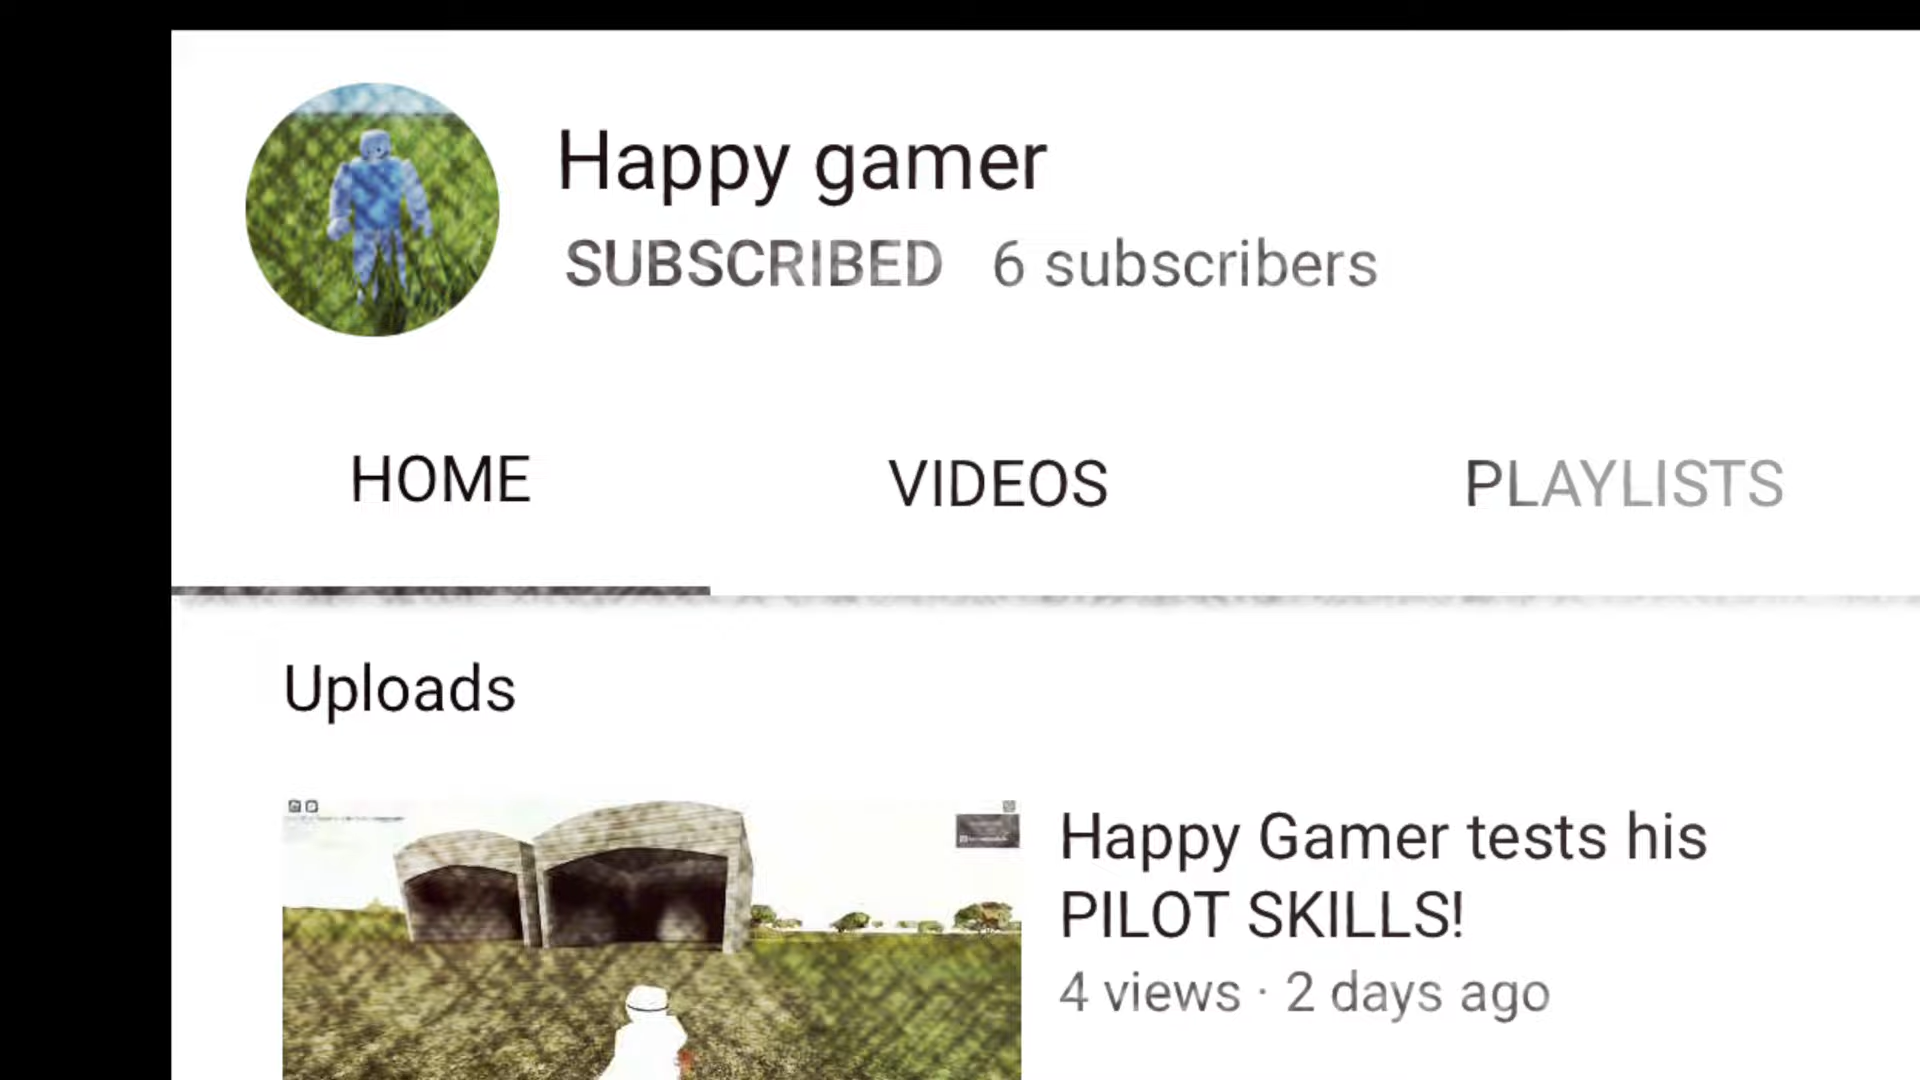 Happy gamer
SUBSCRIBED 6 subscribers
HOME VIDEOS PLAYLISTS
Uploads
Happy Gamer tests his
PILOT SKILLS!
4 views · 2 days ago